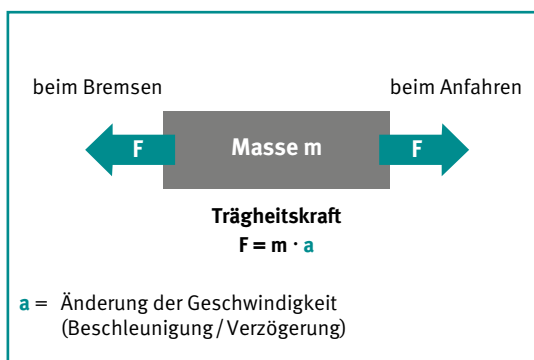 beim Bremsen
beim Anfahren
F
Masse m
F
Trägheitskraft
F = m · a
a = Änderung der Geschwindigkeit
(Beschleunigung / Verzögerung)